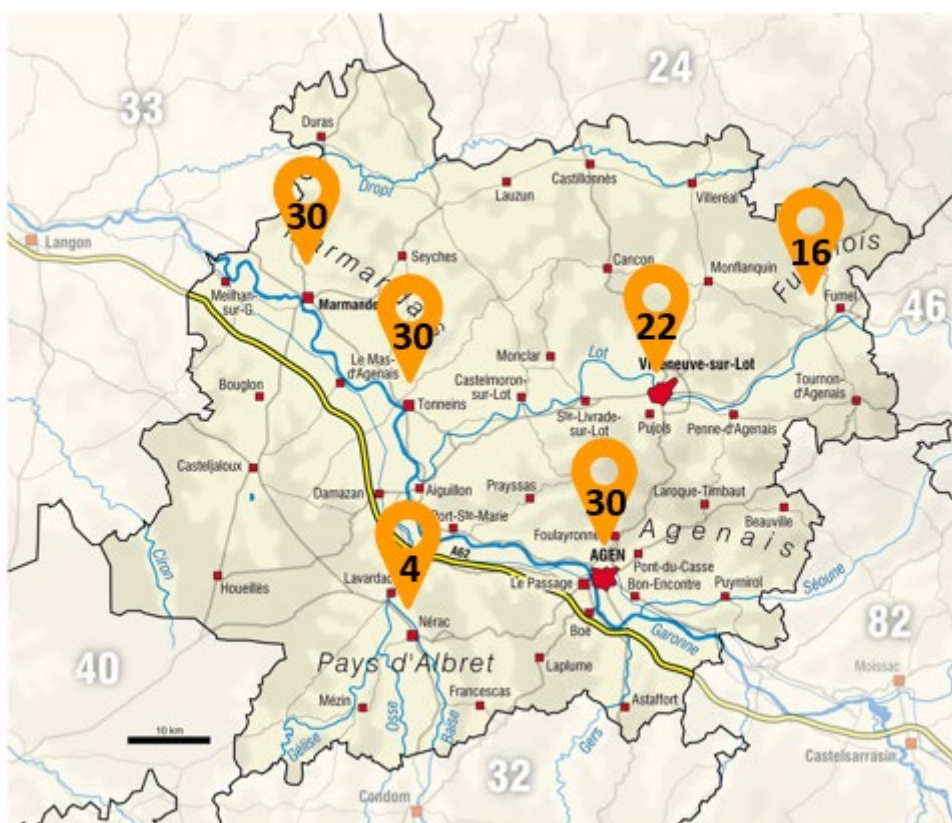 24
33
Duras
Dropt
Lauzun
Castillonnès
Villeréal
30
16
Langon
Seyches
Cancon
Monflanquin
Fumel
46
Meilhan-
sur-G.
Marmande
30
22
Le Mas-
d'Agenais
Monclar
Lot
Villeneuve-sur-Lot
Bouglon
Tonneins
Castelmoron-
sur-Lot
Ste-Livrade-
sur-Lot
Pujols
Penne-d'Agenais
Tournon-
d'Agenais
Casteljaloux
Damazan
Aiguillon
Prayssas
30
Laroque-Timbaut
Beauville
Port-Ste-Marie
Foulayronnes
Agenais
Ciron
4
A62
AGEN
Pont-du-Casse
Houeillès
Lavardac
Le Passage
Bon-Encontre
Puymirol
Séoune
Nérac
Boé
Garonne
82
40
Pays d'Albret
Laplume
Moissac
Mézin
Francescas
Astaffort
Gélise
Osse
Baïse
Gers
10 km
Castelsarrasin
32
Condom